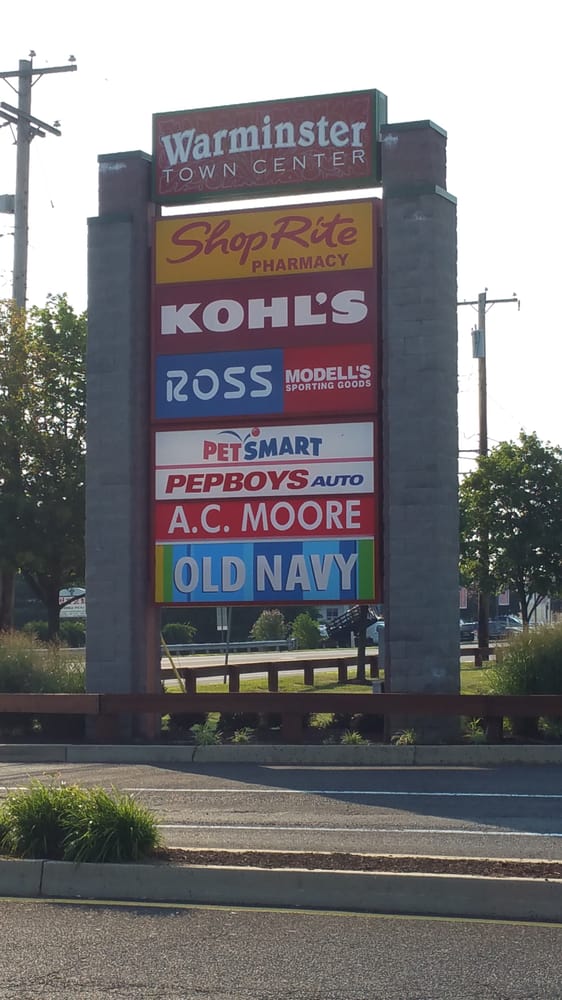 Warminster
TOWN CENTER
ShopRite
PHARMACY
KOHL'S
ROSS
MODELL'S
SPORTING GOODS
PETSMART
PEPBOYS AUTO
A.C. MOORE
OLD NAVY